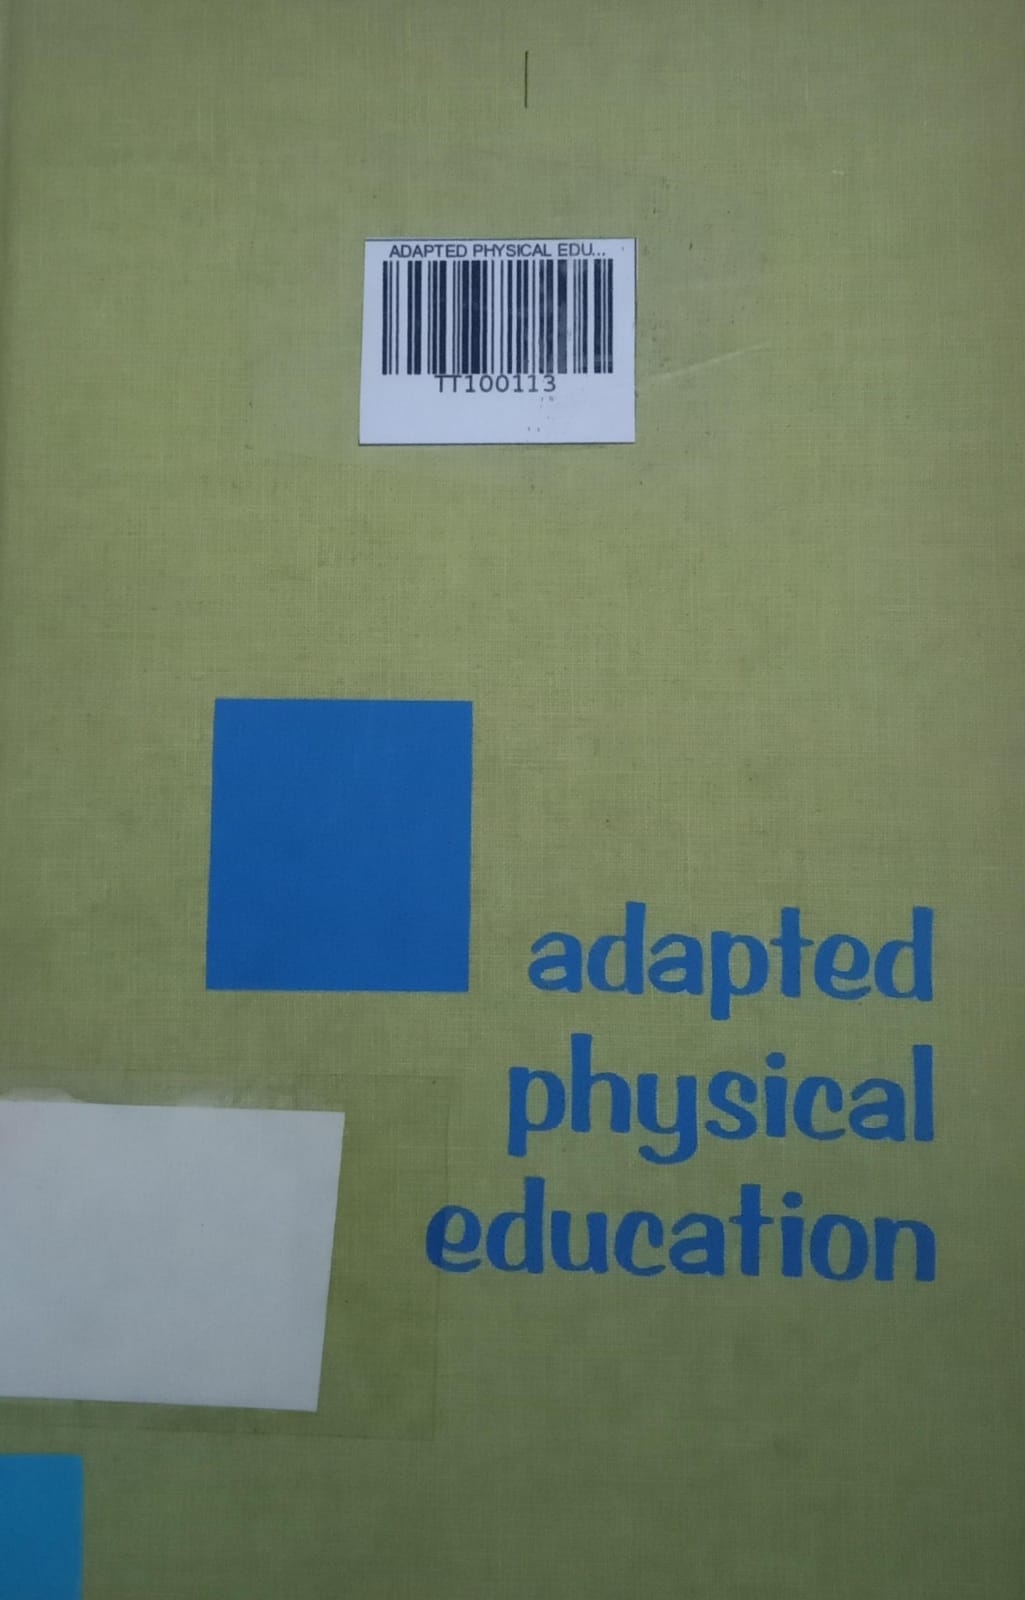 ADAPTED PHYSICAL EDU...
TT100113
adapted
physical
education